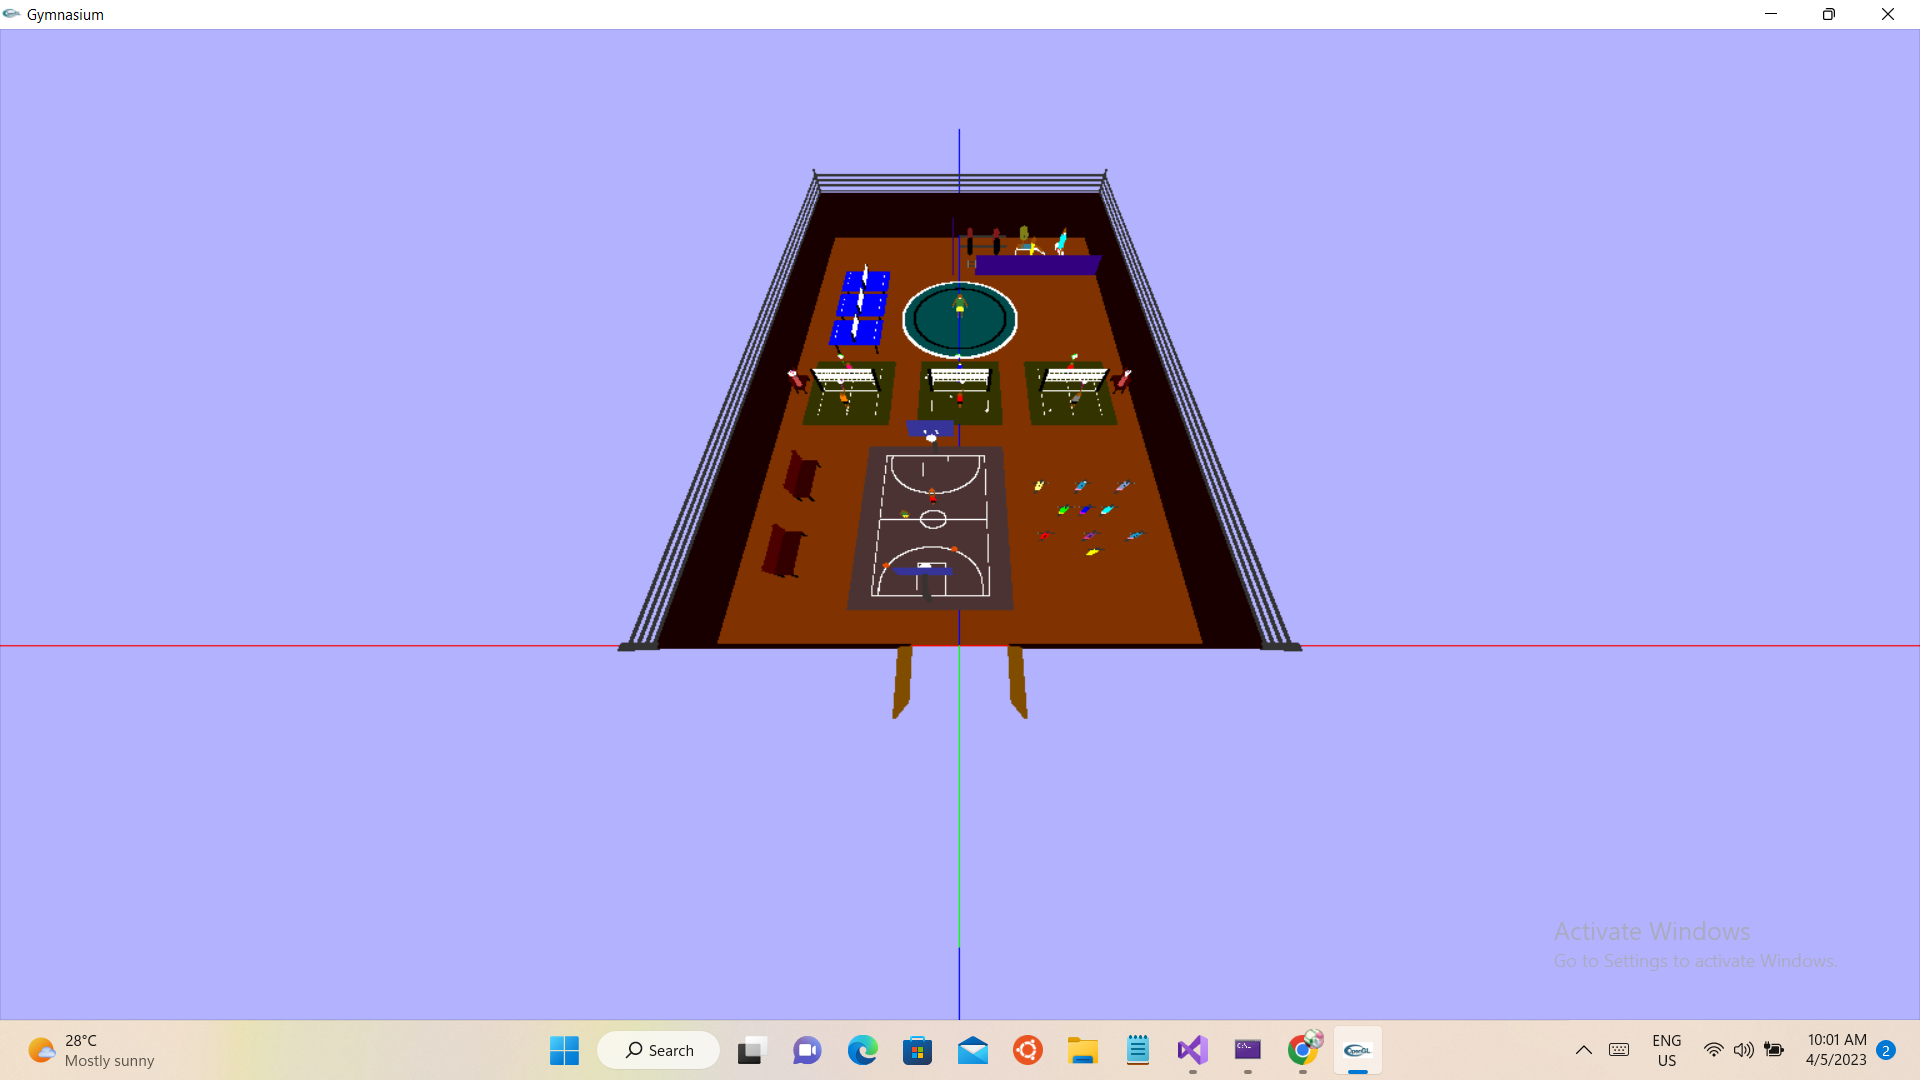 Gymnasium
Activate Windows
Go to Settings to activate Windows.
28°C
Mostly sunny
Search
OpenGL
ENG
US
10:01 AM
4/5/2023
2